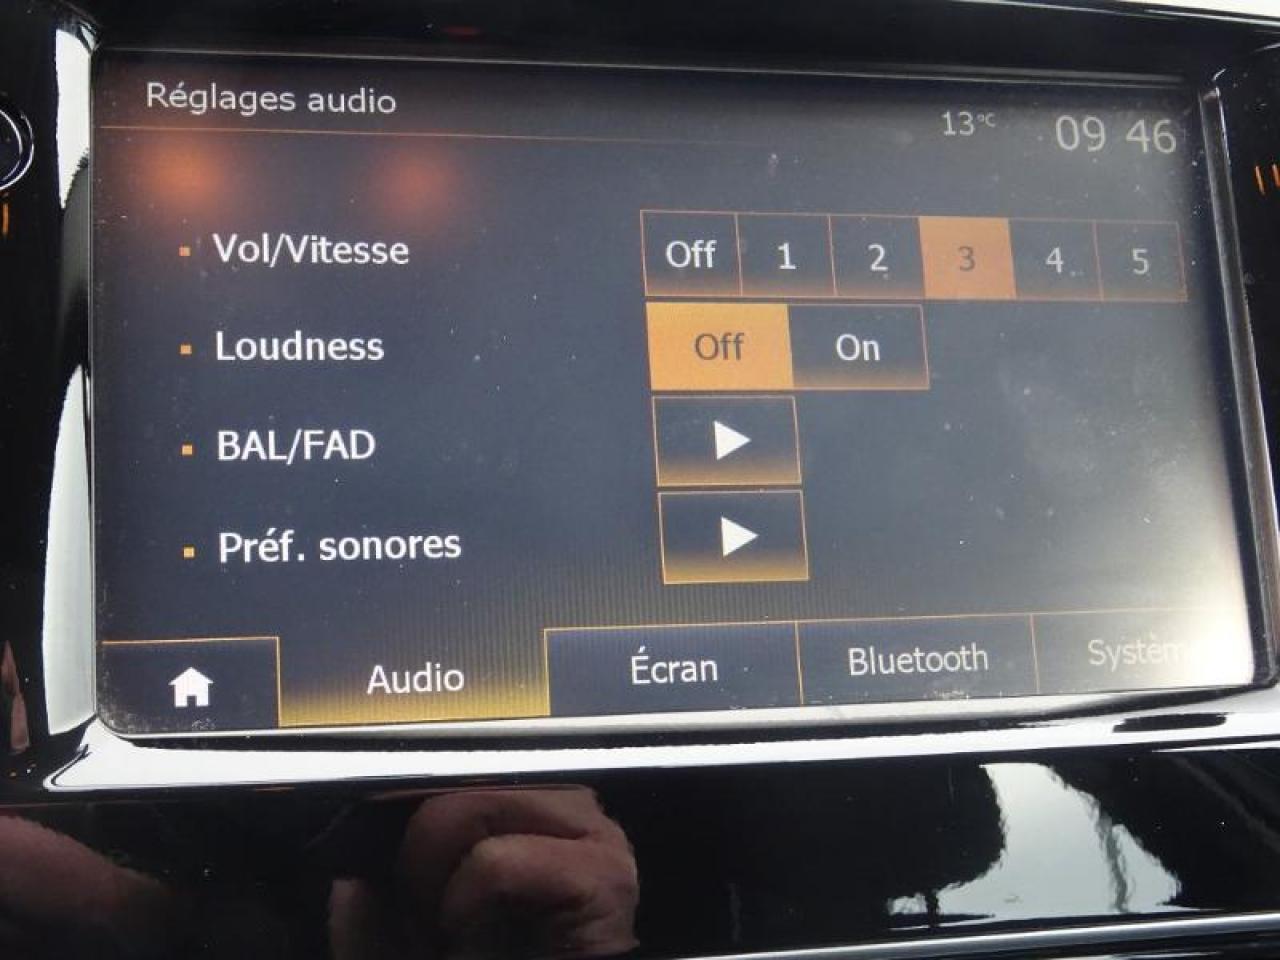 Réglages audio
13°C 09 46
Vol/Vitesse Off 1 2 3 4 5
Loudness Off On
BAL/FAD
Préf. sonores
Audio Écran Bluetooth